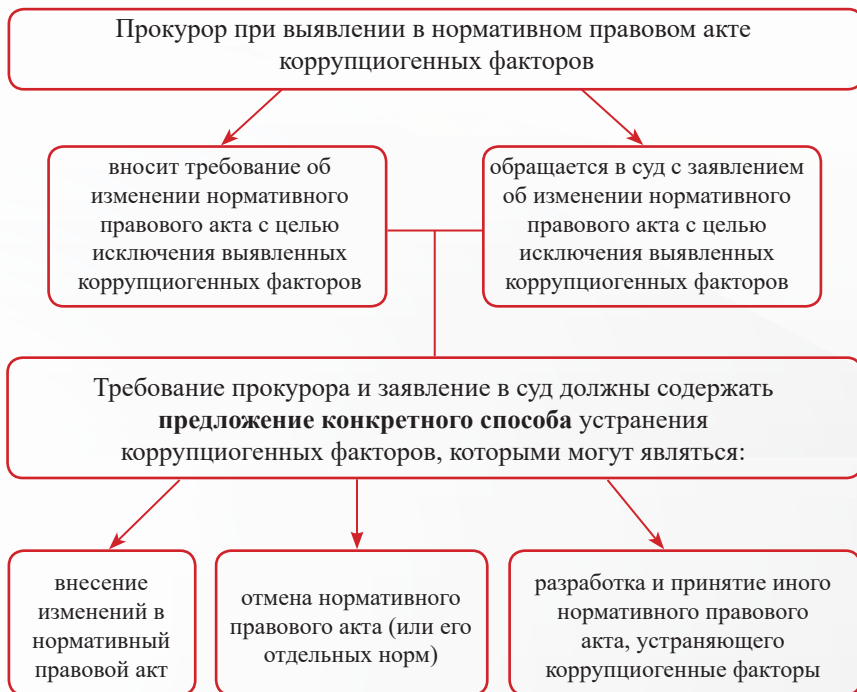 Прокурор при выявлении в нормативном правовом акте
коррупциогенных факторов
вносит требование об
изменении нормативного
правового акта с целью
исключения выявленных
коррупциогенных факторов
обращается в суд с заявлением
об изменении нормативного
правового акта с целью
исключения выявленных
коррупциогенных факторов
Требование прокурора и заявление в суд должны содержать
предложение конкретного способа устранения
коррупциогенных факторов, которыми могут являться:
внесение
изменений в
нормативный
правовой акт
отмена нормативного
правового акта (или его
отдельных норм)
разработка и принятие иного
нормативного правового
акта, устраняющего
коррупциогенные факторы